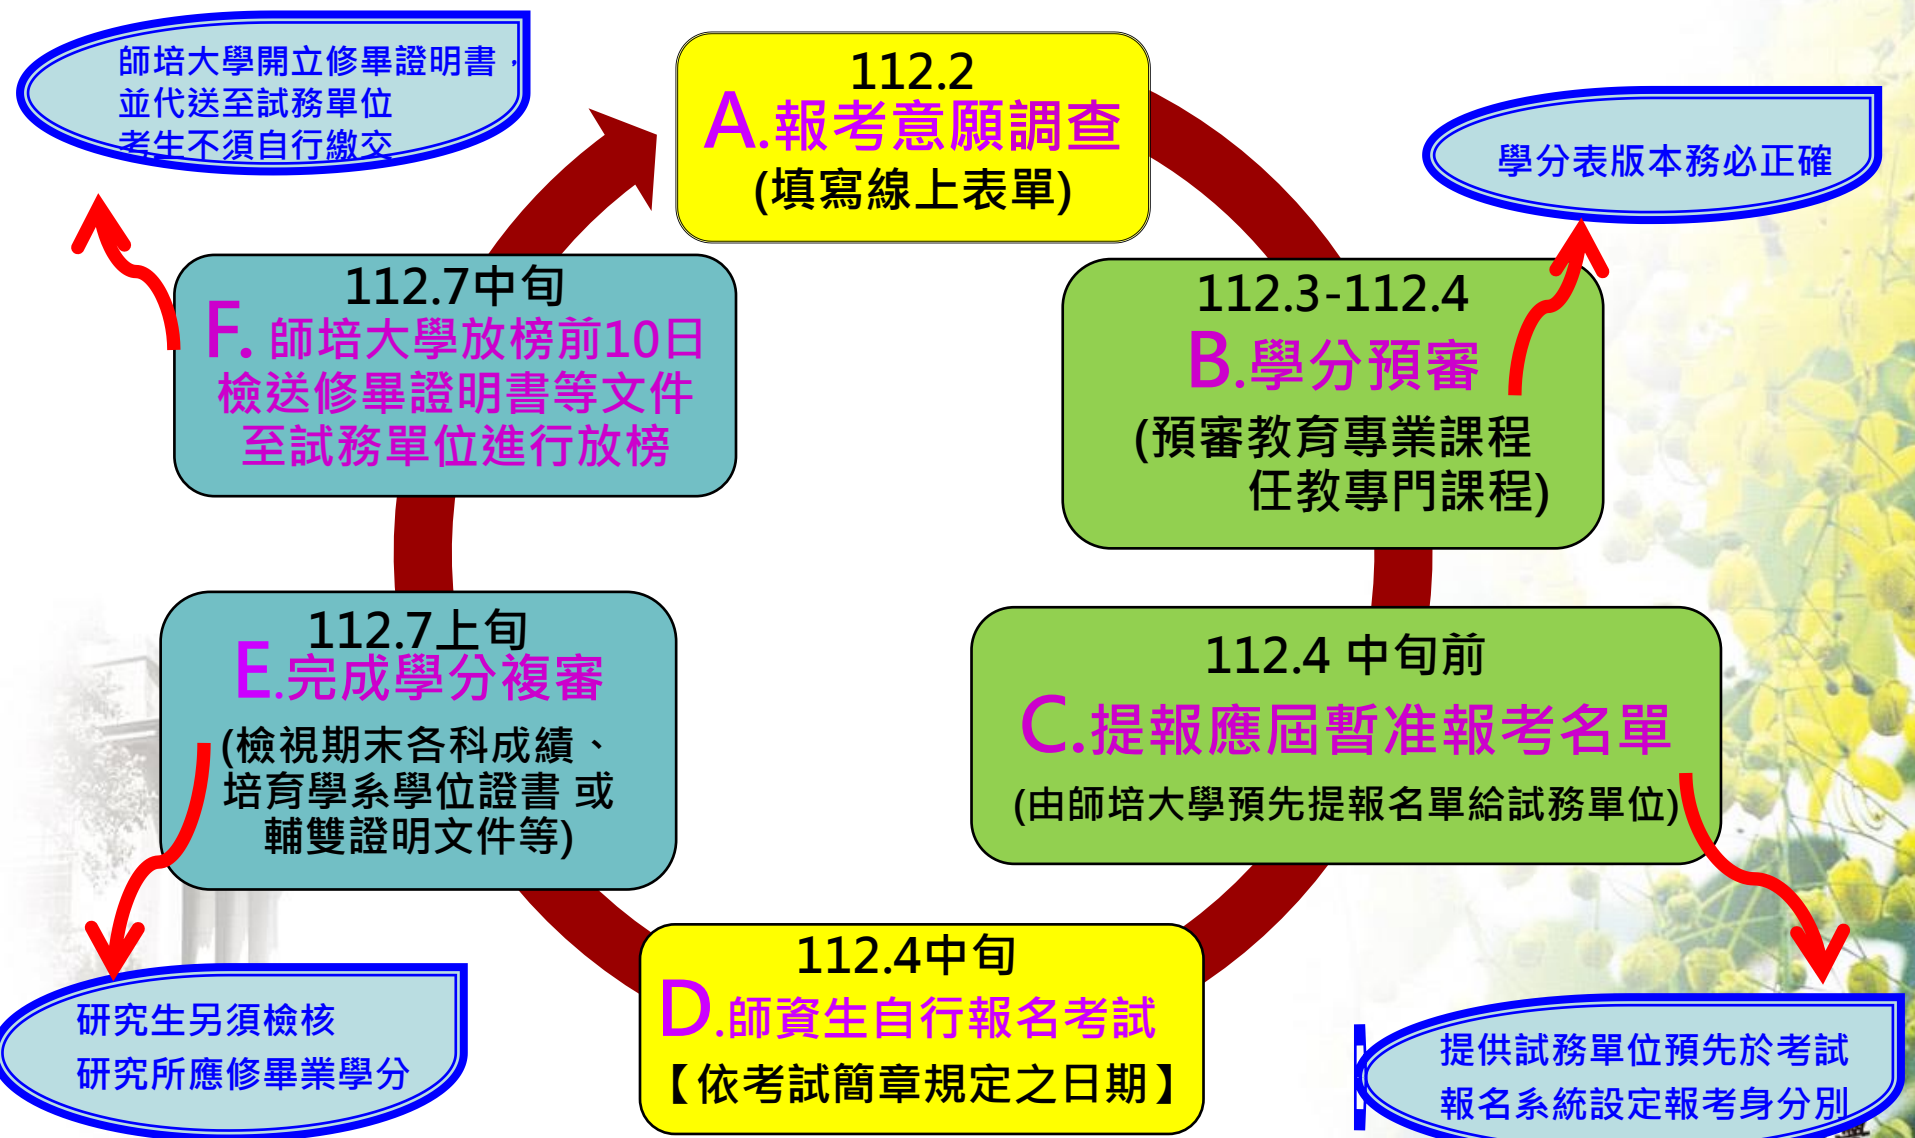 112.2
A.報考意願調查
(填寫線上表單)
學分表版本務必正確
112.3-112.4
B.學分預審
(預審教育專業課程
任教專門課程)
112.4 中旬前
C.提報應屆暫准報考名單
(由師培大學預先提報名單給試務單位)
提供試務單位預先於考試
報名系統設定報考身分別
112.4中旬
D.師資生自行報名考試
【依考試簡章規定之日期】
112.7上旬
E.完成學分複審
(檢視期末各科成績、
培育學系學位證書 或
輔雙證明文件等)
研究生另須檢核
研究所應修畢業學分
112.7中旬
F. 師培大學放榜前10日
檢送修畢證明書等文件
至試務單位進行放榜
師培大學開立修畢證明書，
並代送至試務單位
考生不須自行繳交